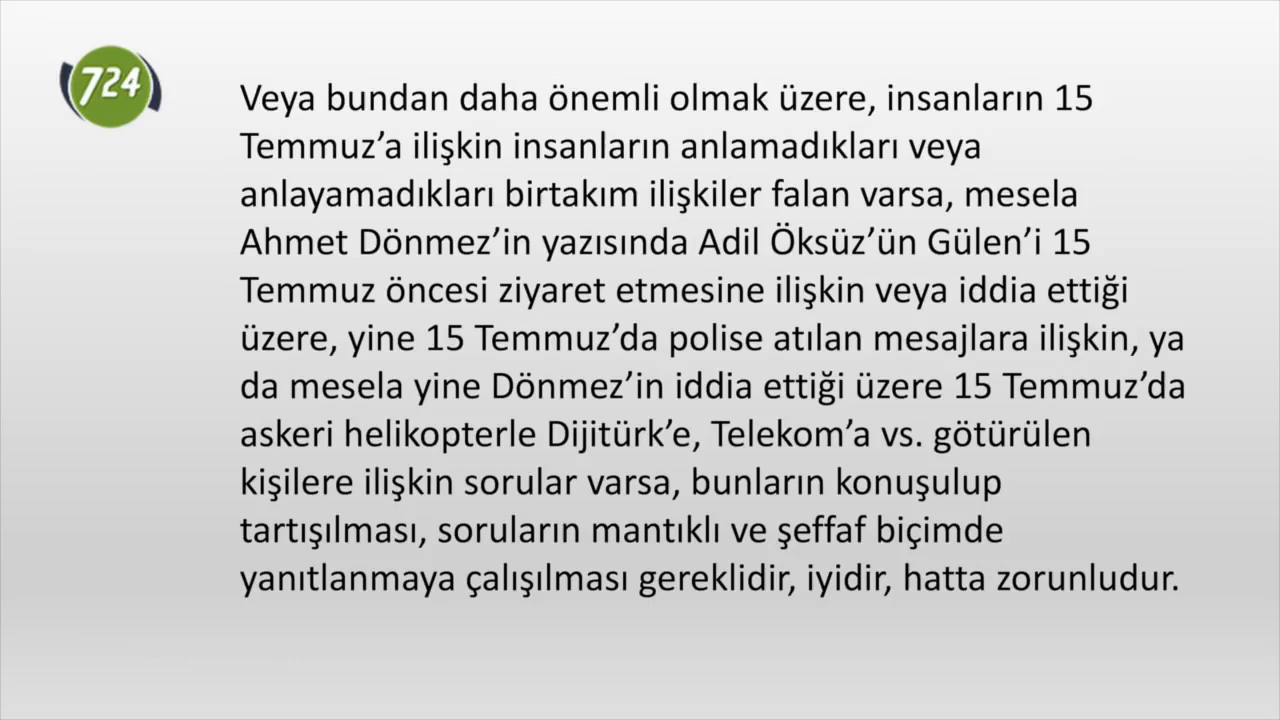 724
Veya bundan daha önemli olmak üzere, insanların 15
Temmuz’a ilişkin insanların anlamadıkları veya
anlayamadıkları birtakım ilişkiler falan varsa, mesela
Ahmet Dönmez’in yazısında Adil Öksüz’ün Gülen’i 15
Temmuz öncesi ziyaret etmesine ilişkin veya iddia ettiği
üzere, yine 15 Temmuz’da polise atılan mesajlara ilişkin, ya
da mesela yine Dönmez’in iddia ettiği üzere 15 Temmuz’da
askeri helikopterle Dijitürk’e, Telekom’a vs. götürülen
kişilere ilişkin sorular varsa, bunların konuşulup
tartışılması, soruların mantıklı ve şeffaf biçimde
yanıtlanmaya çalışılması gereklidir, iyidir, hatta zorunludur.